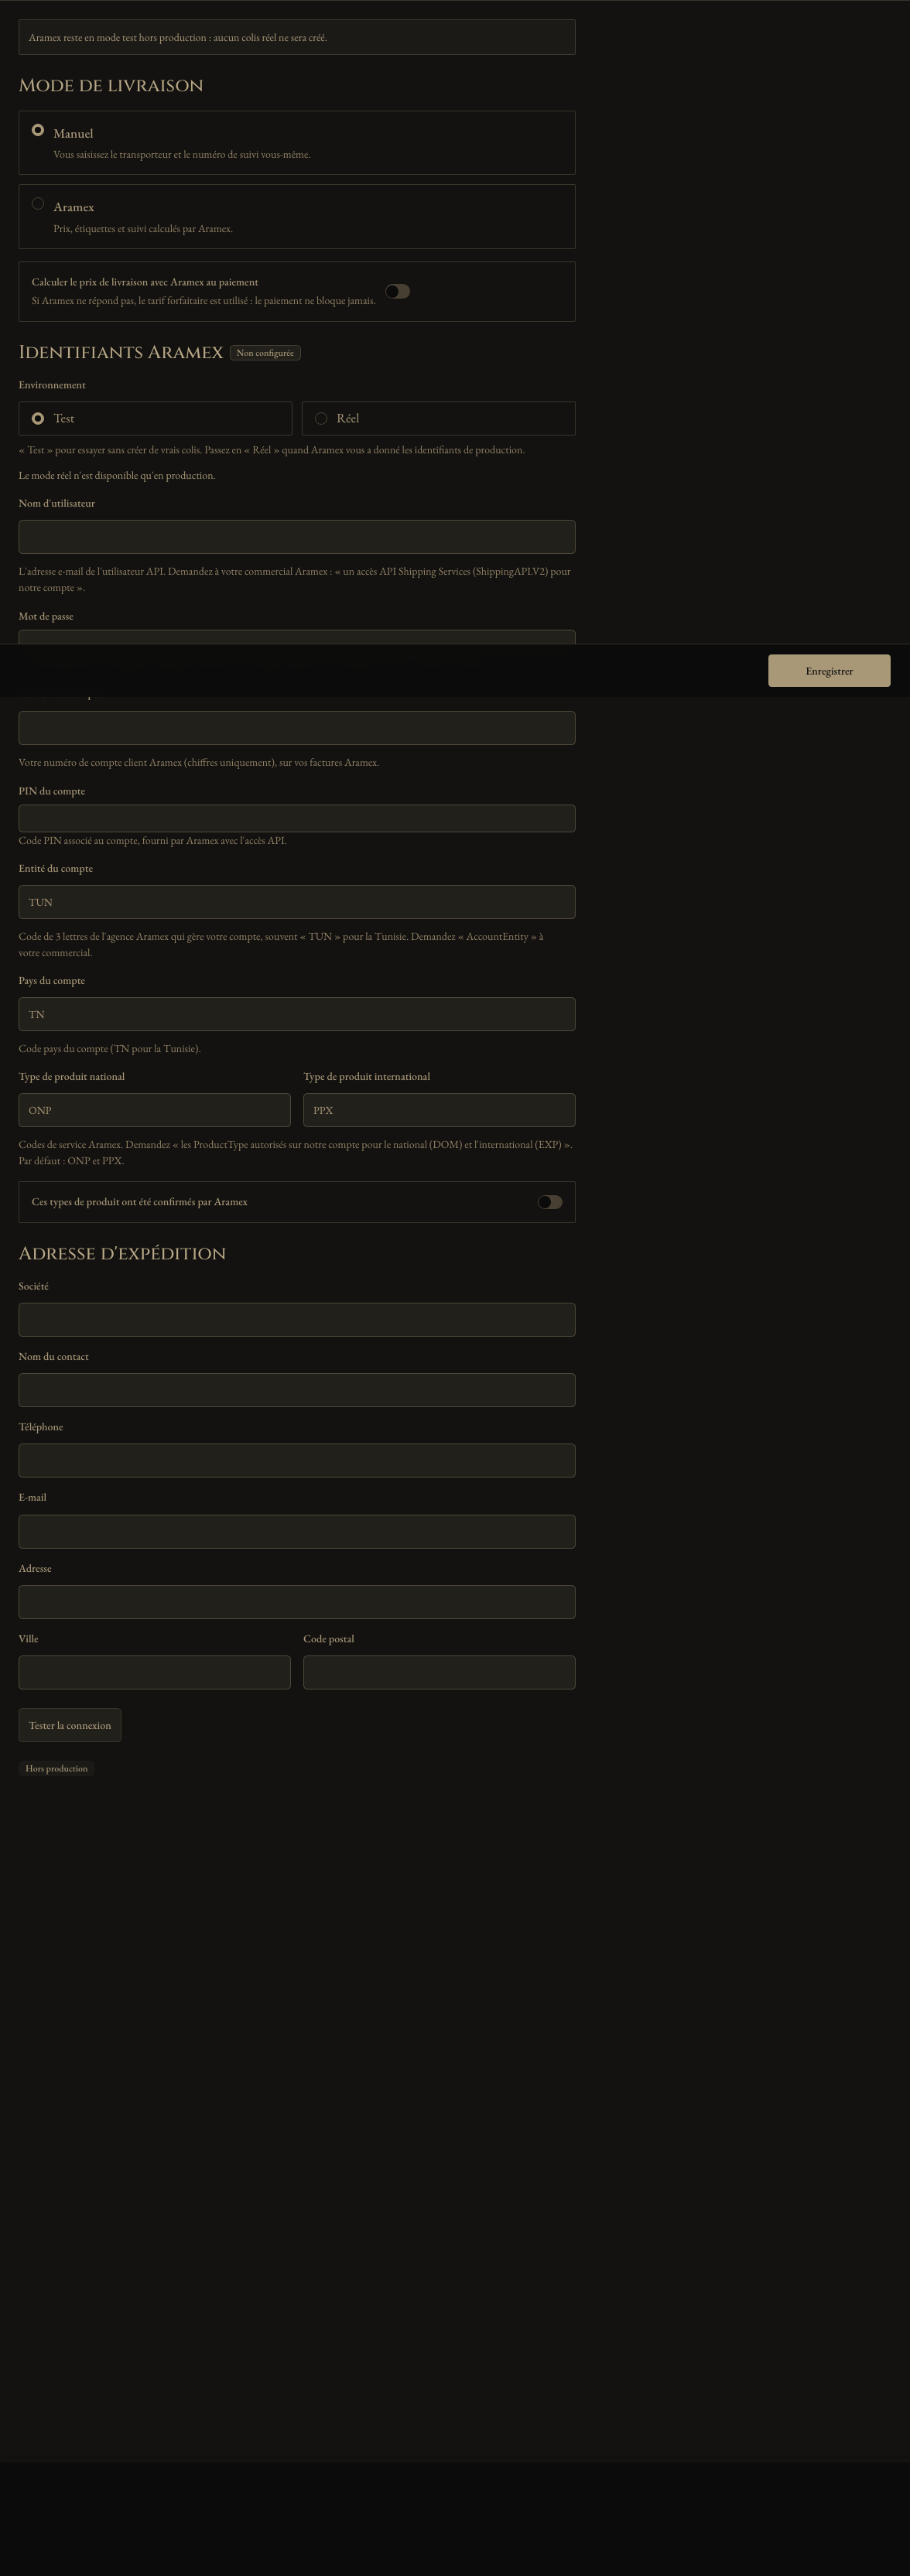 Aramex reste en mode test hors production : aucun colis réel ne sera créé.
Mode de livraison
Manuel
Vous saisissez le transporteur et le numéro de suivi vous-même.
Aramex
Prix, étiquettes et suivi calculés par Aramex.
Calculer le prix de livraison avec Aramex au paiement
Si Aramex ne répond pas, le tarif forfaitaire est utilisé : le paiement ne bloque jamais.
Identifiants Aramex Non configurée
Environnement
Test
Réel
« Test » pour essayer sans créer de vrais colis. Passez en « Réel » quand Aramex vous a donné les identifiants de production.
Le mode réel n'est disponible qu'en production.
Nom d'utilisateur
L'adresse e-mail de l'utilisateur API. Demandez à votre commercial Aramex : « un accès API Shipping Services (ShippingAPI.V2) pour
notre compte ».
Mot de passe
Enregistrer
Votre numéro de compte client Aramex (chiffres uniquement), sur vos factures Aramex.
PIN du compte
Code PIN associé au compte, fourni par Aramex avec l'accès API.
Entité du compte
TUN
Code de 3 lettres de l'agence Aramex qui gère votre compte, souvent « TUN » pour la Tunisie. Demandez « AccountEntity » à
votre commercial.
Pays du compte
TN
Code pays du compte (TN pour la Tunisie).
Type de produit national
Type de produit international
ONP
PPX
Codes de service Aramex. Demandez « les ProductType autorisés sur notre compte pour le national (DOM) et l'international (EXP) ».
Par défaut : ONP et PPX.
Ces types de produit ont été confirmés par Aramex
Adresse d'expédition
Société
Nom du contact
Téléphone
E-mail
Adresse
Ville
Code postal
Tester la connexion
Hors production